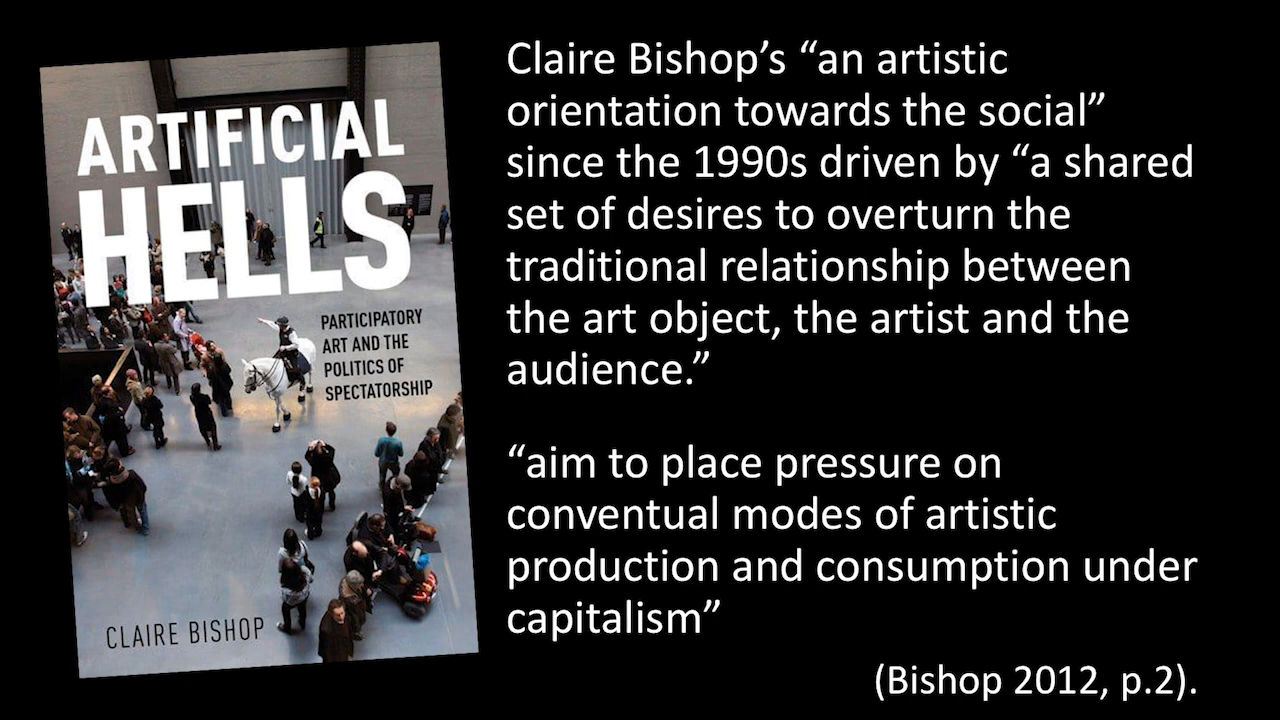 ARTIFICIAL
HELLS
PARTICIPATORY
ART AND THE
POLITICS OF
SPECTATORSHIP
CLAIRE BISHOP
Claire Bishop’s “an artistic
orientation towards the social”
since the 1990s driven by “a shared
set of desires to overturn the
traditional relationship between
the art object, the artist and the
audience.”
“aim to place pressure on
conventual modes of artistic
production and consumption under
capitalism”
(Bishop 2012, p.2).